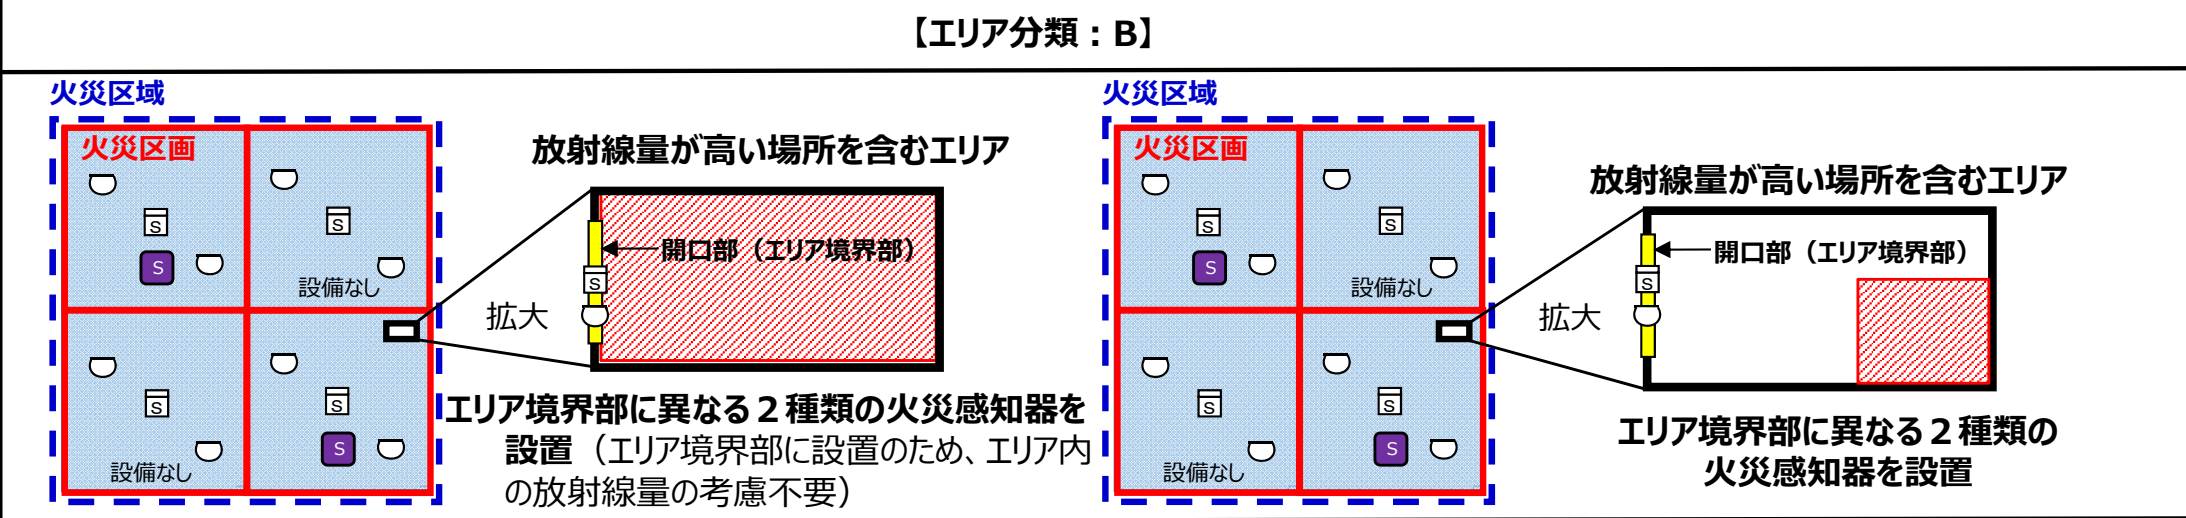 【エリア分類：B】
火災区域
火災区画
S
S
S
設備なし
S
設備なし
S
S
放射線量が高い場所を含むエリア
開口部（エリア境界部）
S
拡大
エリア境界部に異なる２種類の火災感知器を
設置（エリア境界部に設置のため、エリア内
の放射線量の考慮不要）
火災区域
火災区画
S
S
S
設備なし
S
設備なし
S
S
放射線量が高い場所を含むエリア
開口部（エリア境界部）
S
拡大
エリア境界部に異なる２種類の
火災感知器を設置